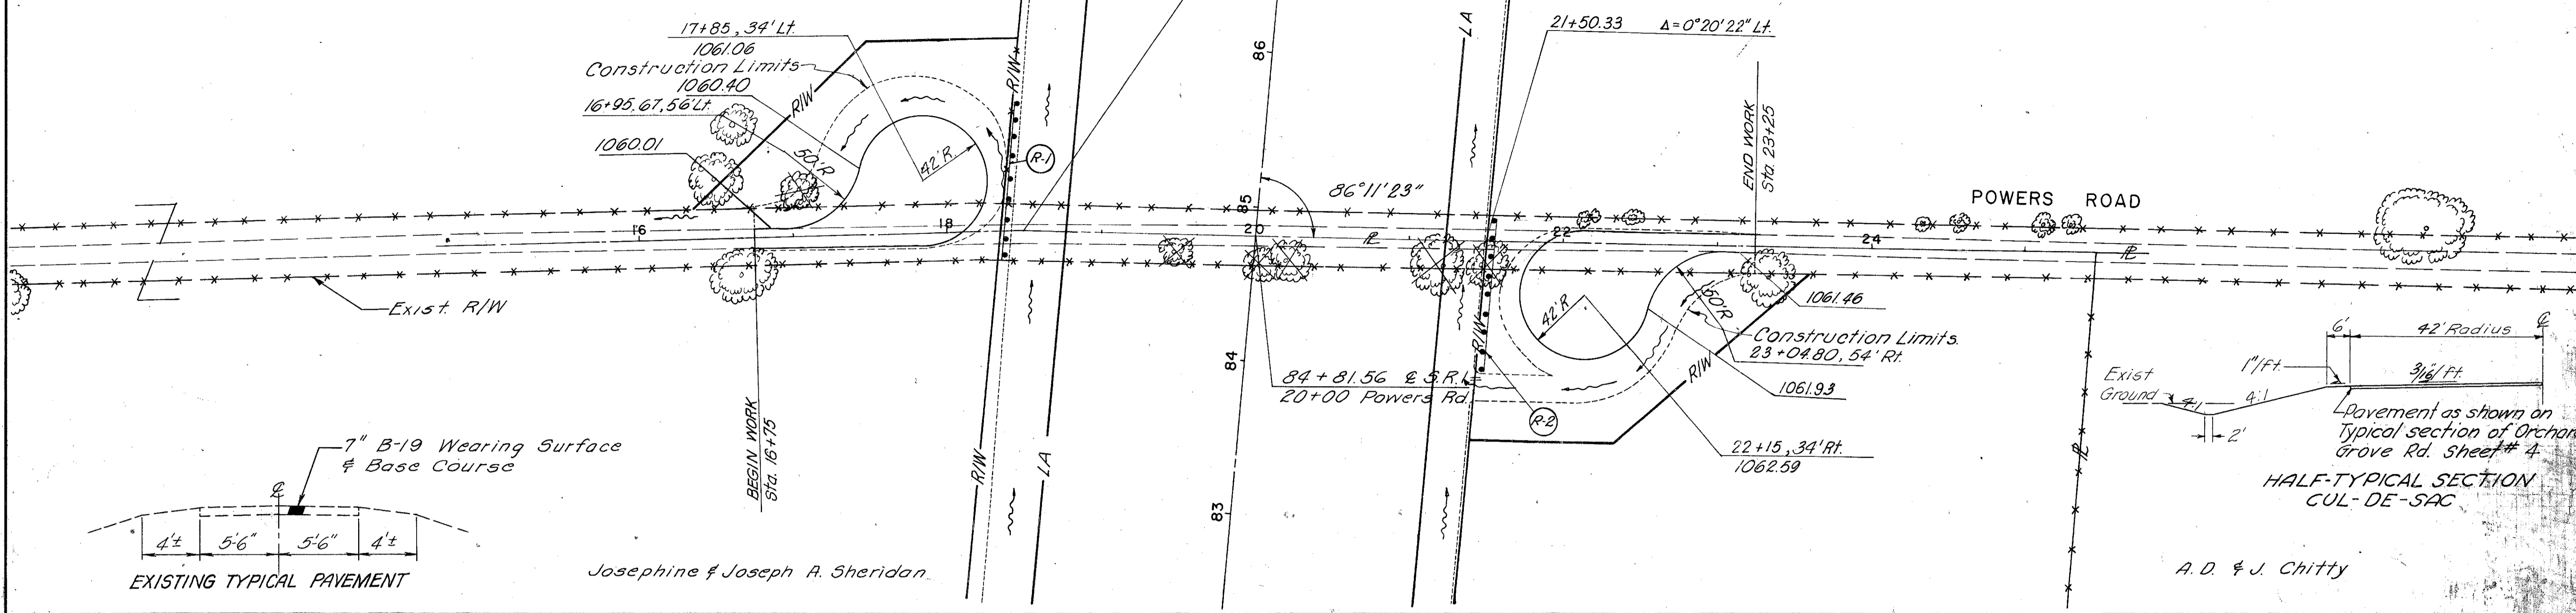 17+85, 34' Lt.
1061.06
Construction Limits
1060.40
16+95.67, 56' Lt.
1060.01
50'R
42'R.
R/W
R/W
R-1
LA
86
85
84
83
21+50.33 Δ=0°20'22" Lt.
END WORK
Sta. 23+25
86°11'23"
POWERS ROAD
16
18
20
22
24
Exist. R/W
BEGIN WORK
Sta. 16+75
R/W
LA
LA
R/W
84+81.56 ℄ S.R.1=
20+00 Powers Rd.
R-2
42'R
50'R
1061.46
Construction Limits
23+04.80, 54' Rt.
R/W
1061.93
22+15, 34' Rt.
1062.59
7" B-19 Wearing Surface
& Base Course
℄
4'± 5'-6" 5'-6" 4'±
EXISTING TYPICAL PAVEMENT
Josephine & Joseph A. Sheridan
6' 42' Radius ℄
1"/ft.
3/16/ft.
Exist
Ground
4:1
4:1
2'
Pavement as shown on
Typical section of Orchar
Grove Rd. Sheet # 4
HALF-TYPICAL SECTION
CUL-DE-SAC
A. D. & J. Chitty